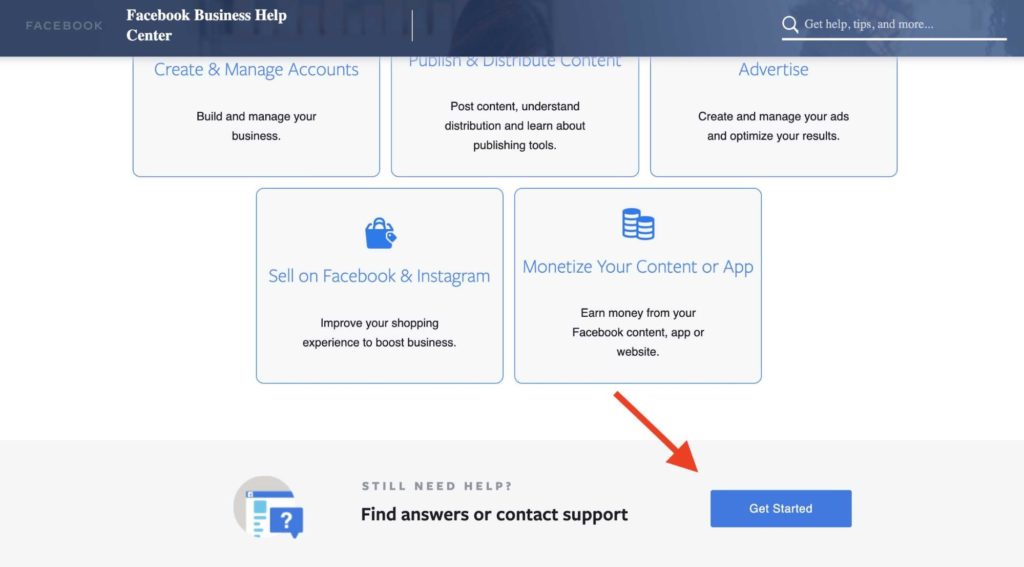 FACEBOOK
Facebook Business Help
Center
Get help, tips, and more...
Create & Manage Accounts
Build and manage your
business.
Publish & Distribute Content
Post content, understand
distribution and learn about
publishing tools.
Advertise
Create and manage your ads
and optimize your results.
Sell on Facebook & Instagram
Improve your shopping
experience to boost business.
Monetize Your Content or App
Earn money from your
Facebook content, app or
website.
STILL NEED HELP?
Find answers or contact support
?
Get Started